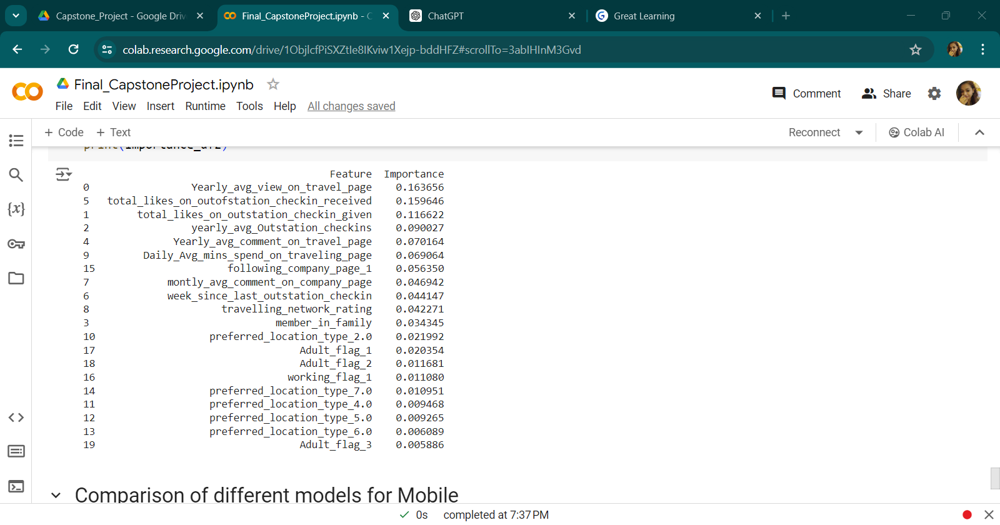 Capstone_Project - Google Driv
Final_CapstoneProject.ipynb - C
ChatGPT
Great Learning
colab.research.google.com/drive/1ObjlcfPiSXZtIe8IKviw1Xejp-bddHFZ#scrollTo=3abIHInM3Gvd
Final_CapstoneProject.ipynb
Comment
Share
File Edit View Insert Runtime Tools Help All changes saved
+ Code + Text
Reconnect
Colab AI
print(importance_df2)
Feature Importance
0 Yearly_avg_view_on_travel_page 0.163656
5 total_likes_on_outofstation_checkin_received 0.159646
1 total_likes_on_outstation_checkin_given 0.116622
2 yearly_avg_Outstation_checkins 0.090027
4 Yearly_avg_comment_on_travel_page 0.070164
9 Daily_Avg_mins_spend_on_traveling_page 0.069064
15 following_company_page_1 0.056350
7 montly_avg_comment_on_company_page 0.046942
6 week_since_last_outstation_checkin 0.044147
8 travelling_network_rating 0.042271
3 member_in_family 0.034345
10 preferred_location_type_2.0 0.021992
17 Adult_flag_1 0.020354
18 Adult_flag_2 0.011681
16 working_flag_1 0.011080
14 preferred_location_type_7.0 0.010951
11 preferred_location_type_4.0 0.009468
12 preferred_location_type_5.0 0.009265
13 preferred_location_type_6.0 0.006089
19 Adult_flag_3 0.005886
Comparison of different models for Mobile
0s completed at 7:37 PM